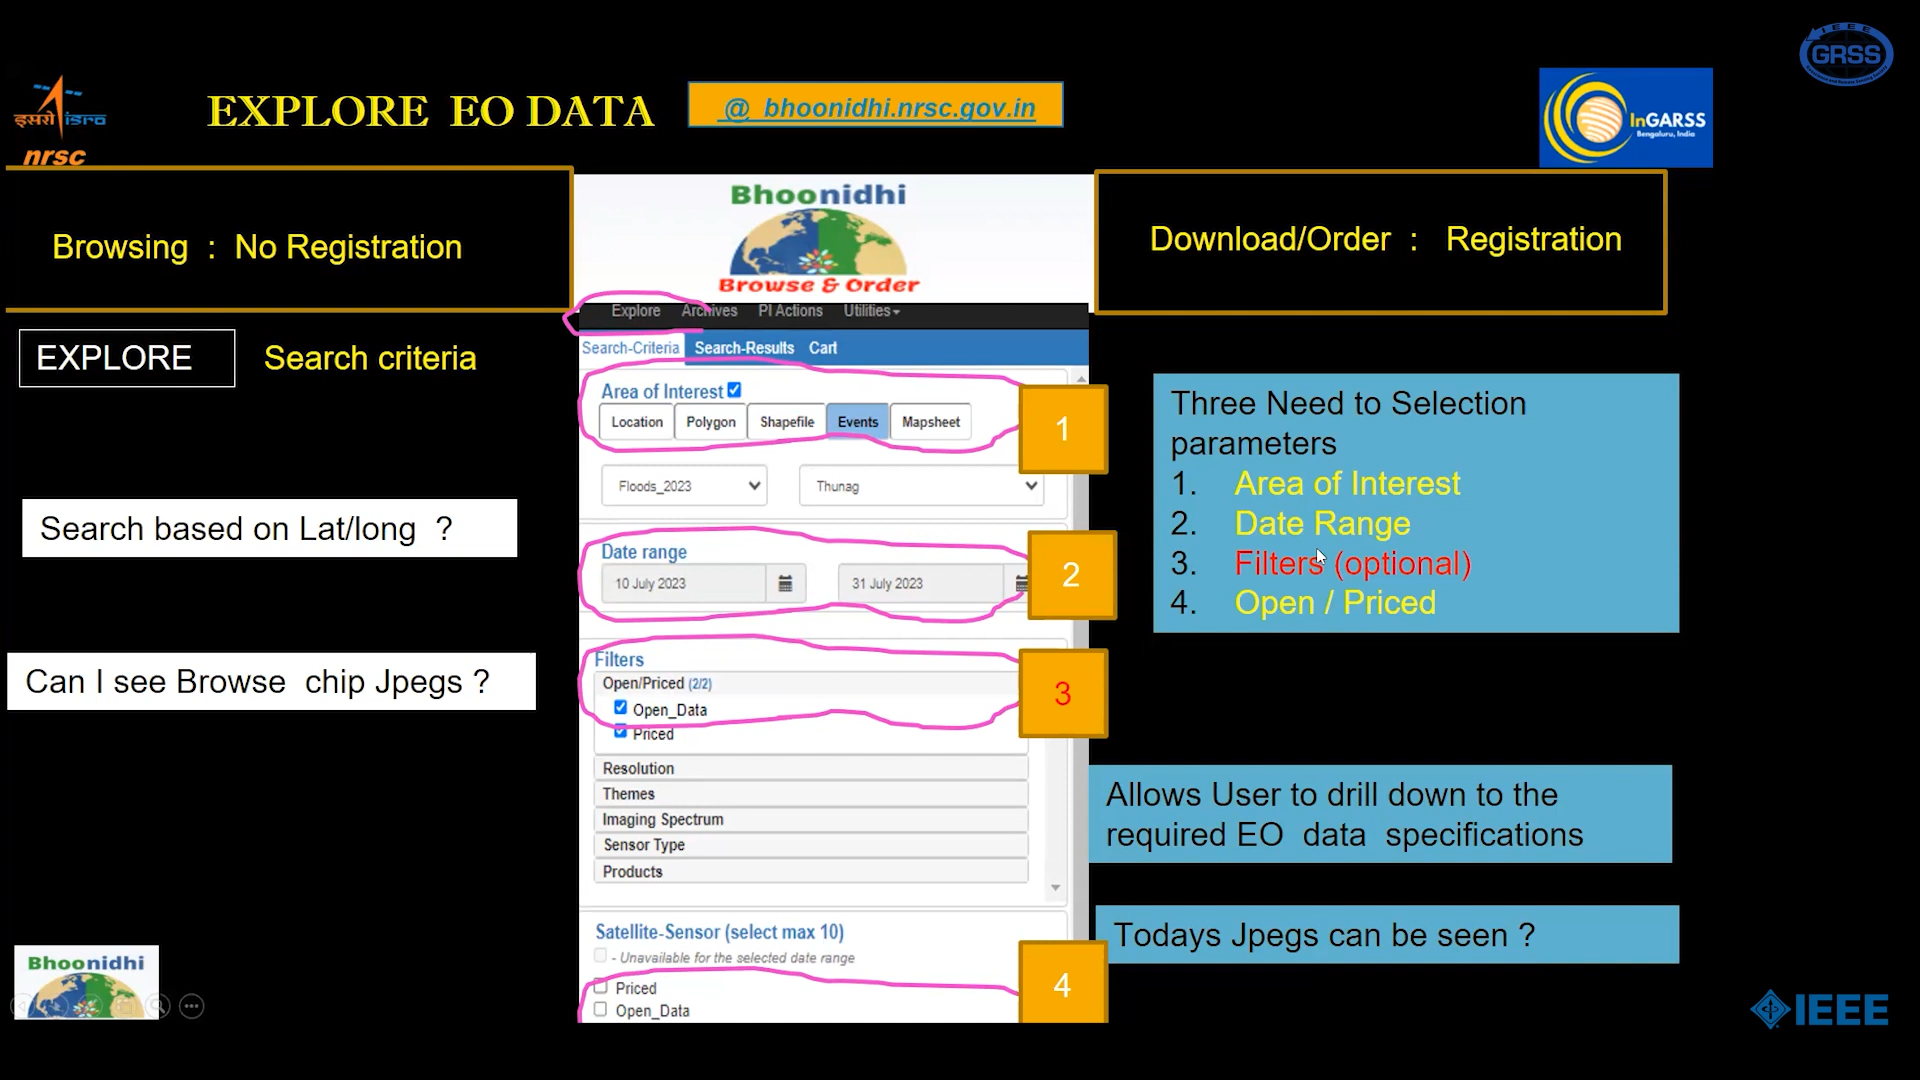 IEEE
GRSS
इसरो isro
nrsc
EXPLORE EO DATA
@ bhoonidhi.nrsc.gov.in
InGARSS
Bengaluru, India
Browsing : No Registration
Bhoonidhi
Browse & Order
Download/Order : Registration
Explore Archives PI Actions Utilities
EXPLORE
Search criteria
Search-Criteria Search-Results Cart
Area of Interest
Location Polygon Shapefile Events Mapsheet
1
Floods_2023 Thunag
Three Need to Selection
parameters
1. Area of Interest
2. Date Range
3. Filters (optional)
4. Open / Priced
Search based on Lat/long ?
Date range
10 July 2023 31 July 2023
2
Can I see Browse chip Jpegs ?
Filters
Open/Priced (2/2)
Open_Data
Priced
3
Resolution
Themes
Imaging Spectrum
Sensor Type
Products
Allows User to drill down to the
required EO data specifications
Todays Jpegs can be seen ?
Satellite-Sensor (select max 10)
- Unavailable for the selected date range
Priced
Open_Data
4
Bhoonidhi
IEEE